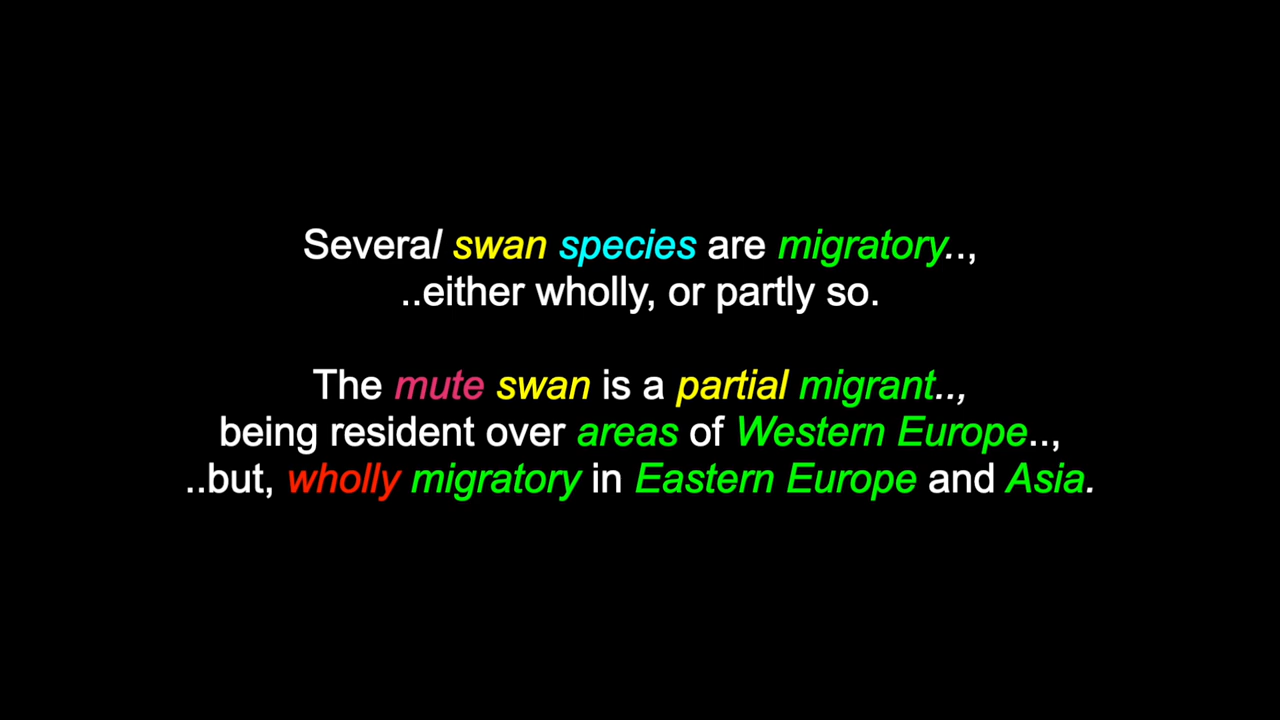 Several swan species are migratory..,
..either wholly, or partly so.
The mute swan is a partial migrant..,
being resident over areas of Western Europe..,
..but, wholly migratory in Eastern Europe and Asia.